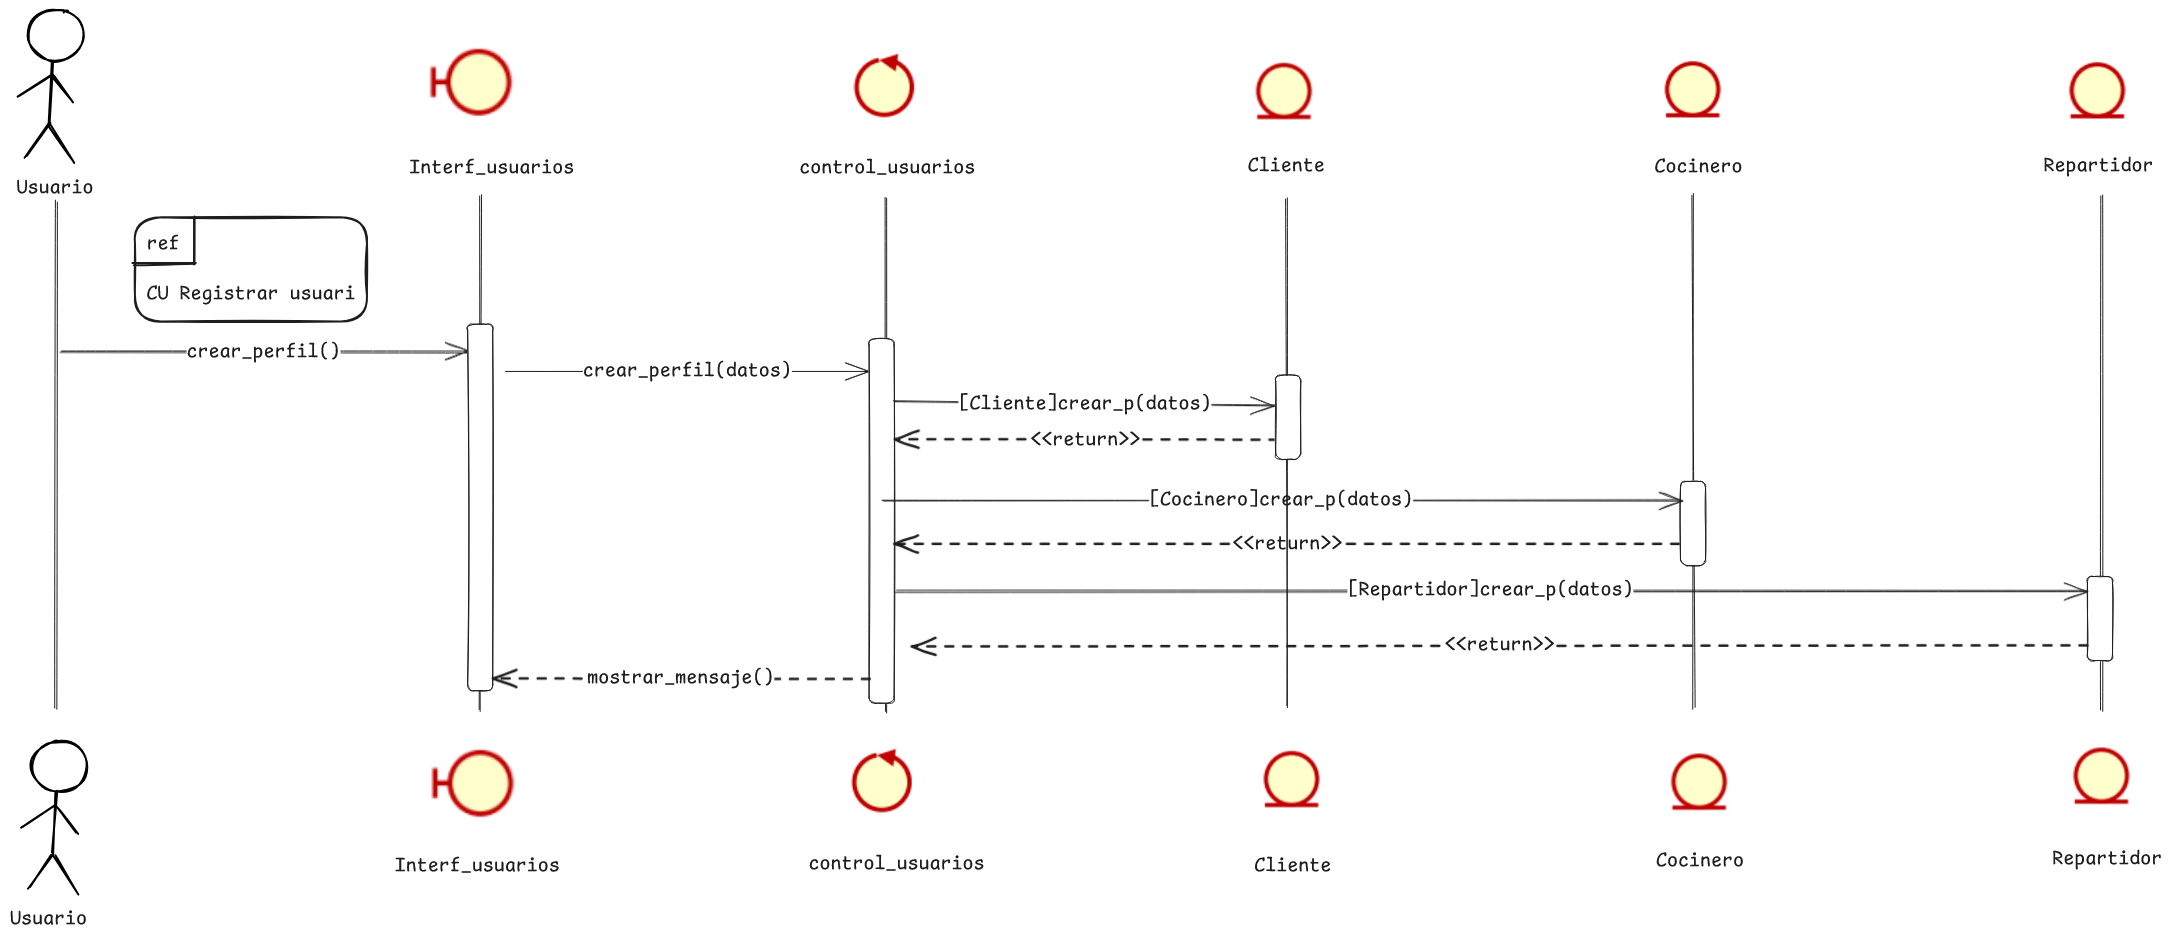 Usuario
Interf_usuarios
control_usuarios
Cliente
Cocinero
Repartidor
ref
CU Registrar usuari
crear_perfil()
crear_perfil(datos)
[Cliente]crear_p(datos)
<<return>>
[Cocinero]crear_p(datos)
<<return>>
[Repartidor]crear_p(datos)
<<return>>
mostrar_mensaje()
Usuario
Interf_usuarios
control_usuarios
Cliente
Cocinero
Repartidor